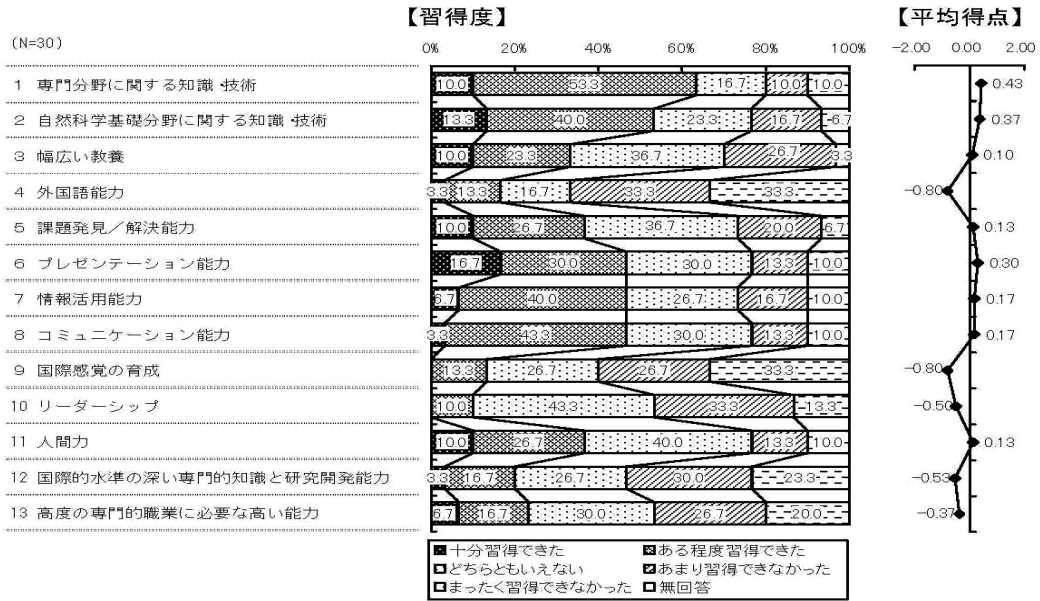 【習得度】 【平均得点】
(N=30) 0% 20% 40% 60% 80% 100% -2.00 0.00 2.00
1 専門分野に関する知識・技術 10.0 53.3 16.7 10.0 10.0 0.43
2 自然科学基礎分野に関する知識・技術 13.3 40.0 23.3 16.7 6.7 0.37
3 幅広い教養 10.0 23.3 36.7 26.7 3.3 0.10
4 外国語能力 3.3 13.3 16.7 33.3 33.3 -0.80
5 課題発見／解決能力 10.0 26.7 36.7 20.0 6.7 0.13
6 プレゼンテーション能力 16.7 30.0 30.0 13.3 10.0 0.30
7 情報活用能力 6.7 40.0 26.7 16.7 10.0 0.17
8 コミュニケーション能力 3.3 43.3 30.0 13.3 10.0 0.17
9 国際感覚の育成 13.3 26.7 26.7 33.3 -0.80
10 リーダーシップ 10.0 43.3 33.3 13.3 -0.50
11 人間力 10.0 26.7 40.0 13.3 10.0 0.13
12 国際的水準の深い専門的知識と研究開発能力 3.3 16.7 26.7 30.0 23.3 -0.53
13 高度の専門的職業に必要な高い能力 6.7 16.7 30.0 26.7 20.0 -0.37
十分習得できた ある程度習得できた
どちらともいえない あまり習得できなかった
まったく習得できなかった 無回答